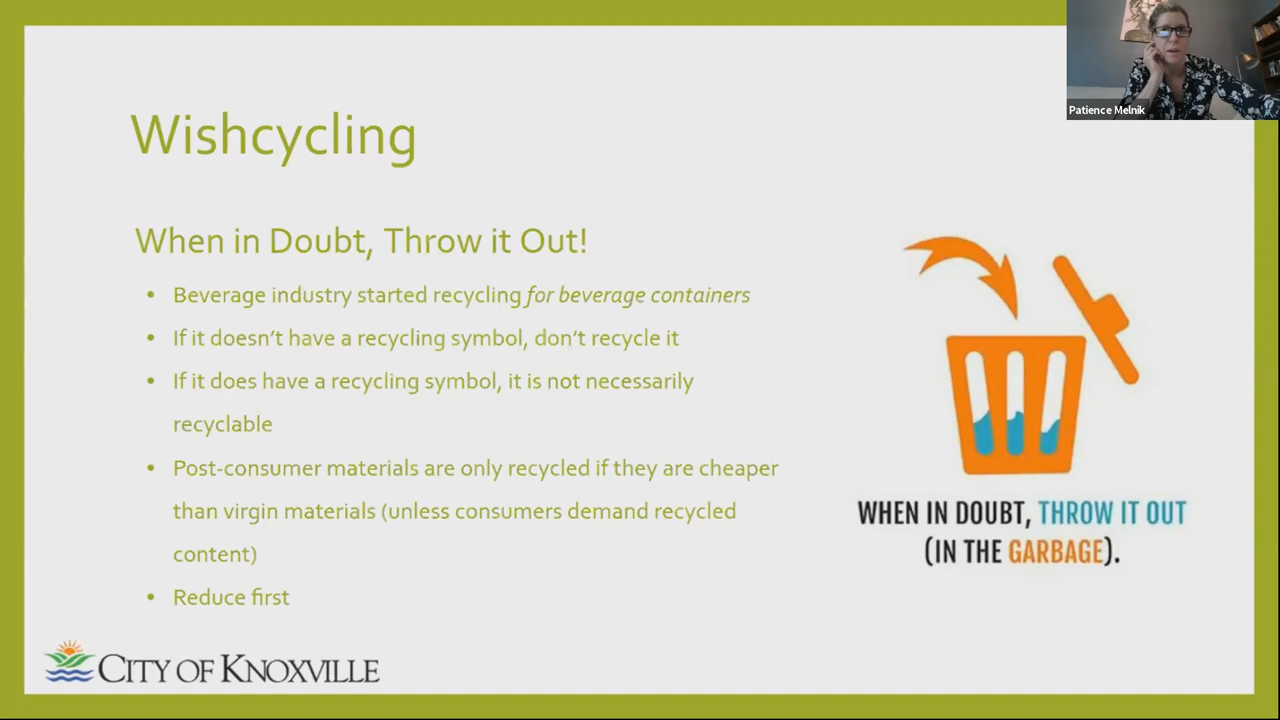 Patience Melnik
Wishcycling
When in Doubt, Throw it Out!
• Beverage industry started recycling for beverage containers
• If it doesn't have a recycling symbol, don't recycle it
• If it does have a recycling symbol, it is not necessarily
recyclable
• Post-consumer materials are only recycled if they are cheaper
than virgin materials (unless consumers demand recycled
content)
• Reduce first
WHEN IN DOUBT, THROW IT OUT
(IN THE GARBAGE).
CITY OF KNOXVILLE